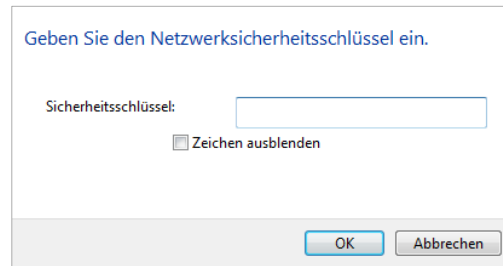 Geben Sie den Netzwerksicherheitsschlüssel ein.
Sicherheitsschlüssel:
Zeichen ausblenden
OK Abbrechen